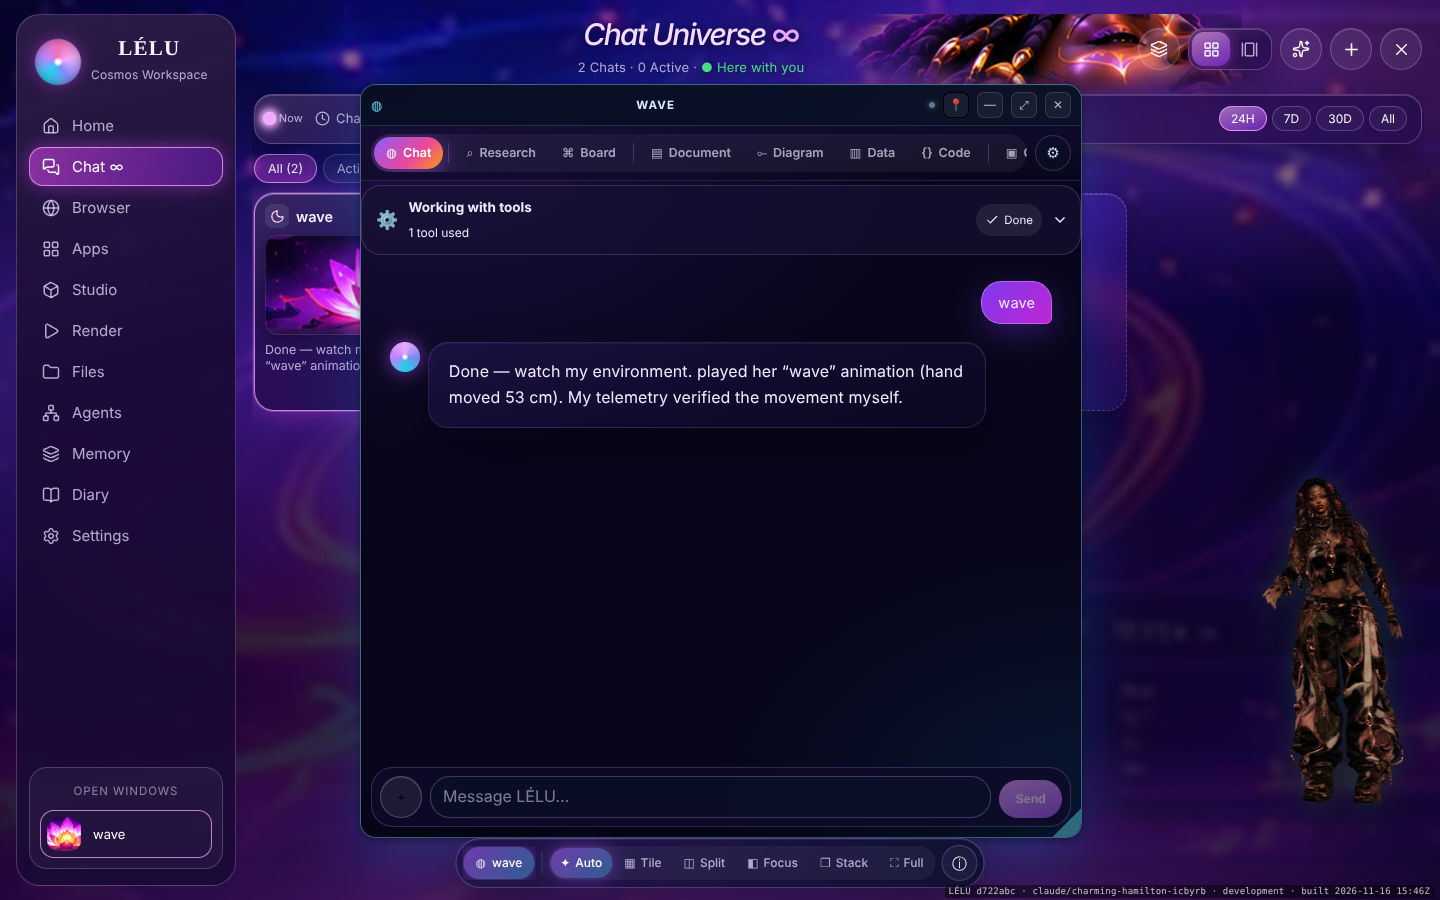 LÉLU
Cosmos Workspace
Home
Chat ∞
Browser
Apps
Studio
Render
Files
Agents
Memory
Diary
Settings
OPEN WINDOWS
wave
Chat Universe ∞
2 Chats · 0 Active · Here with you
Now
Cha
24H 7D 30D All
All (2)
Acti
wave
Done — watch
“wave” animatio
WAVE
Chat Research Board Document Diagram Data {} Code
Working with tools
1 tool used
Done
wave
Done — watch my environment. played her “wave” animation (hand
moved 53 cm). My telemetry verified the movement myself.
Message LÉLU...
Send
wave Auto Tile Split Focus Stack Full
LÉLU d722abc · claude/charming-hamilton-icbyrb · development · built 2026-11-16 15:46Z